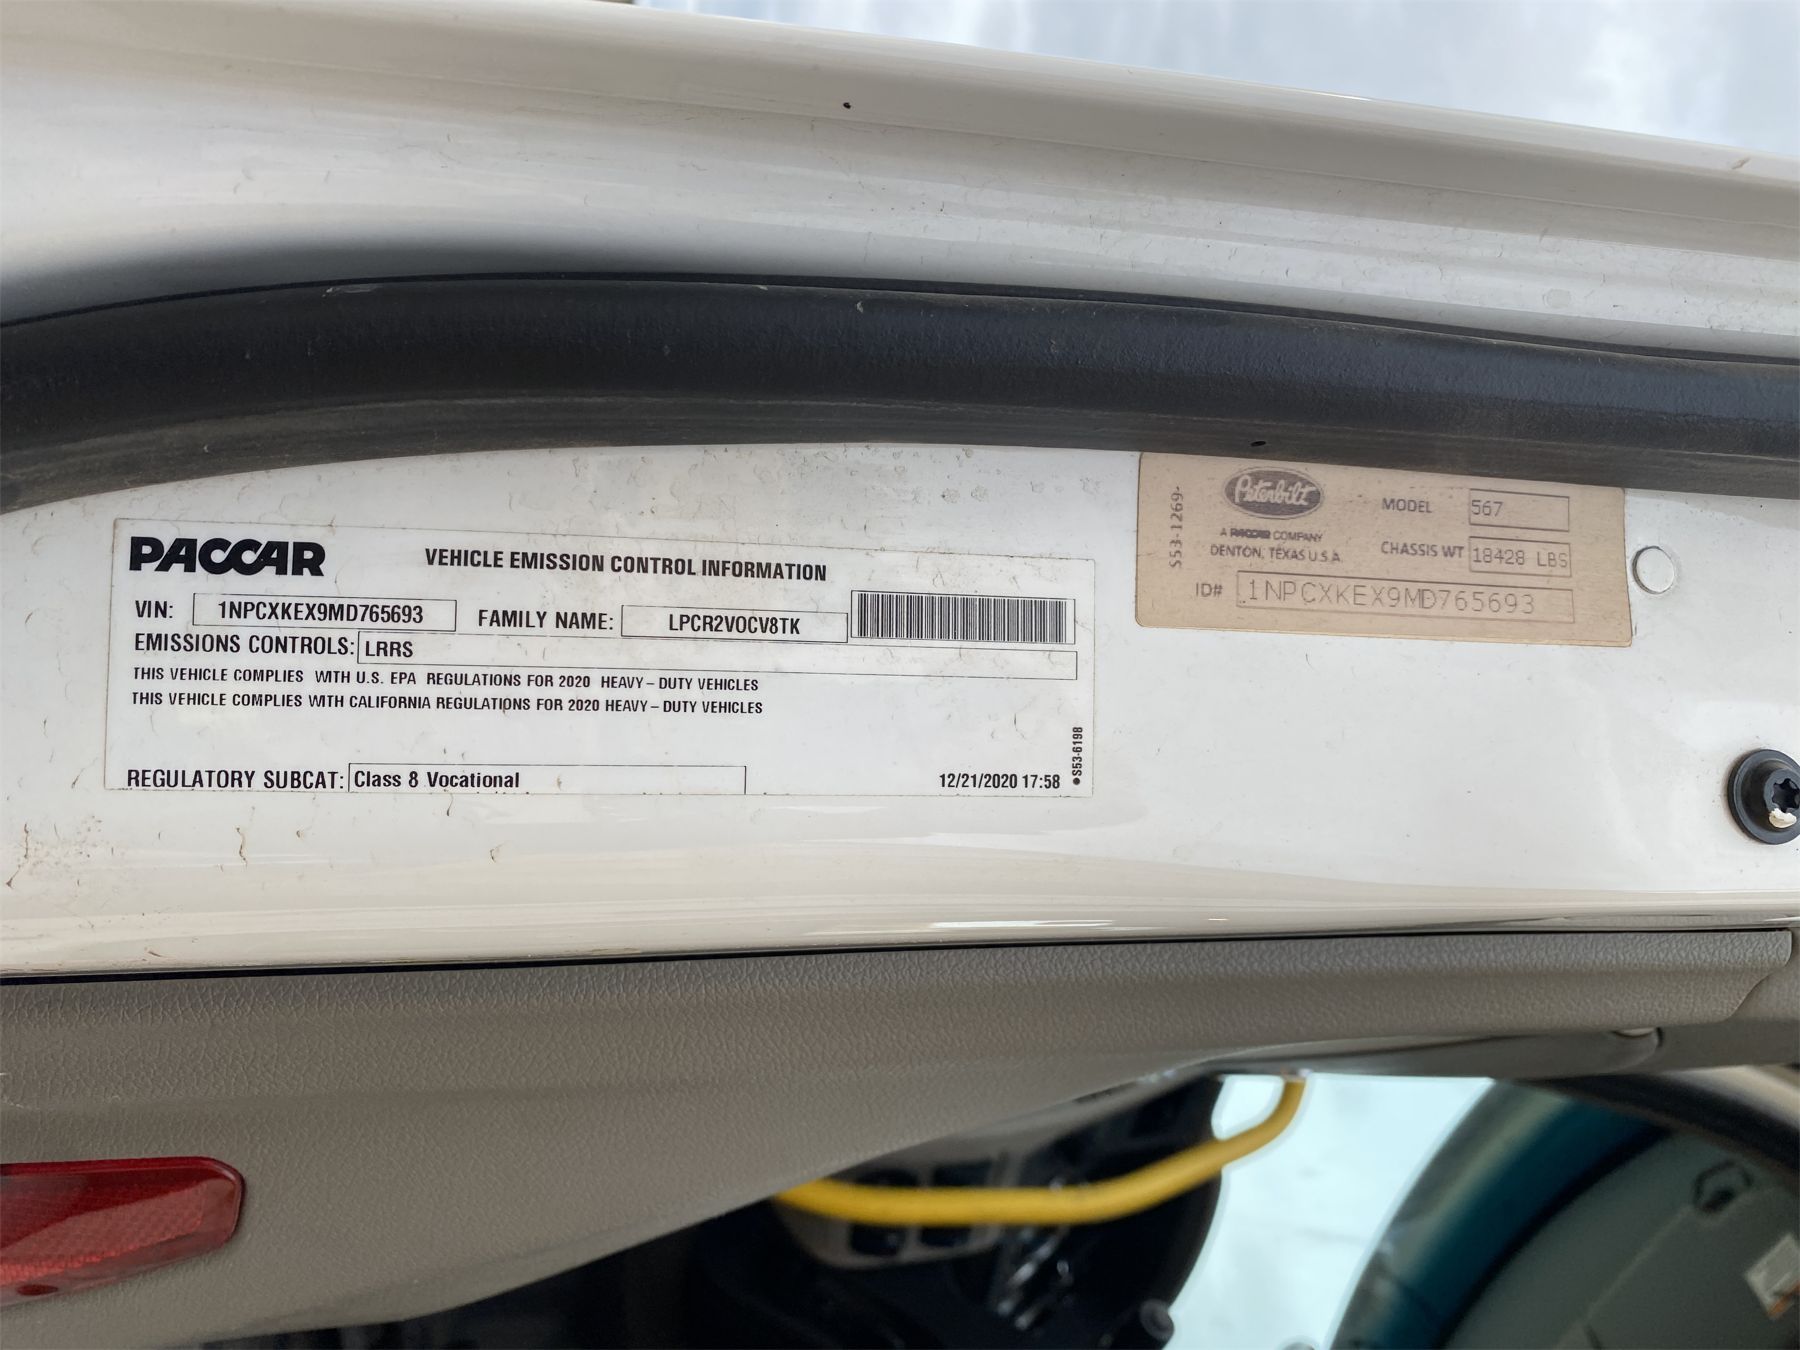 PACCAR
VEHICLE EMISSION CONTROL INFORMATION
VIN: 1NPCXKEX9MD765693 FAMILY NAME: LPCR2VOCV8TK
EMISSIONS CONTROLS: LRRS
THIS VEHICLE COMPLIES WITH U.S. EPA REGULATIONS FOR 2020 HEAVY-DUTY VEHICLES
THIS VEHICLE COMPLIES WITH CALIFORNIA REGULATIONS FOR 2020 HEAVY-DUTY VEHICLES
REGULATORY SUBCAT: Class 8 Vocational
12/21/2020 17:58
●S53-6198
S53-1269-
Peterbilt
A PACCAR COMPANY
DENTON, TEXAS U.S.A.
MODEL 567
CHASSIS WT 18428 LBS
ID# 1NPCXKEX9MD765693